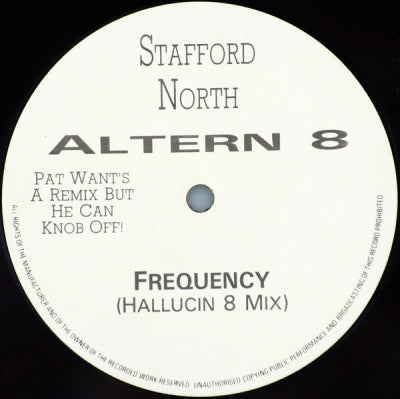 STAFFORD
NORTH
ALTERN 8
PAT WANT'S
A REMIX BUT
HE CAN
KNOB OFF!
FREQUENCY
(HALLUCIN 8 MIX)
ALL RIGHTS OF THE MANUFACTURER AND OF THE OWNER OF THE RECORDED WORK RESERVED. UNAUTHORISED COPYING PUBLIC PERFORMANCE AND BROADCASTING OF THIS RECORD PROHIBITED